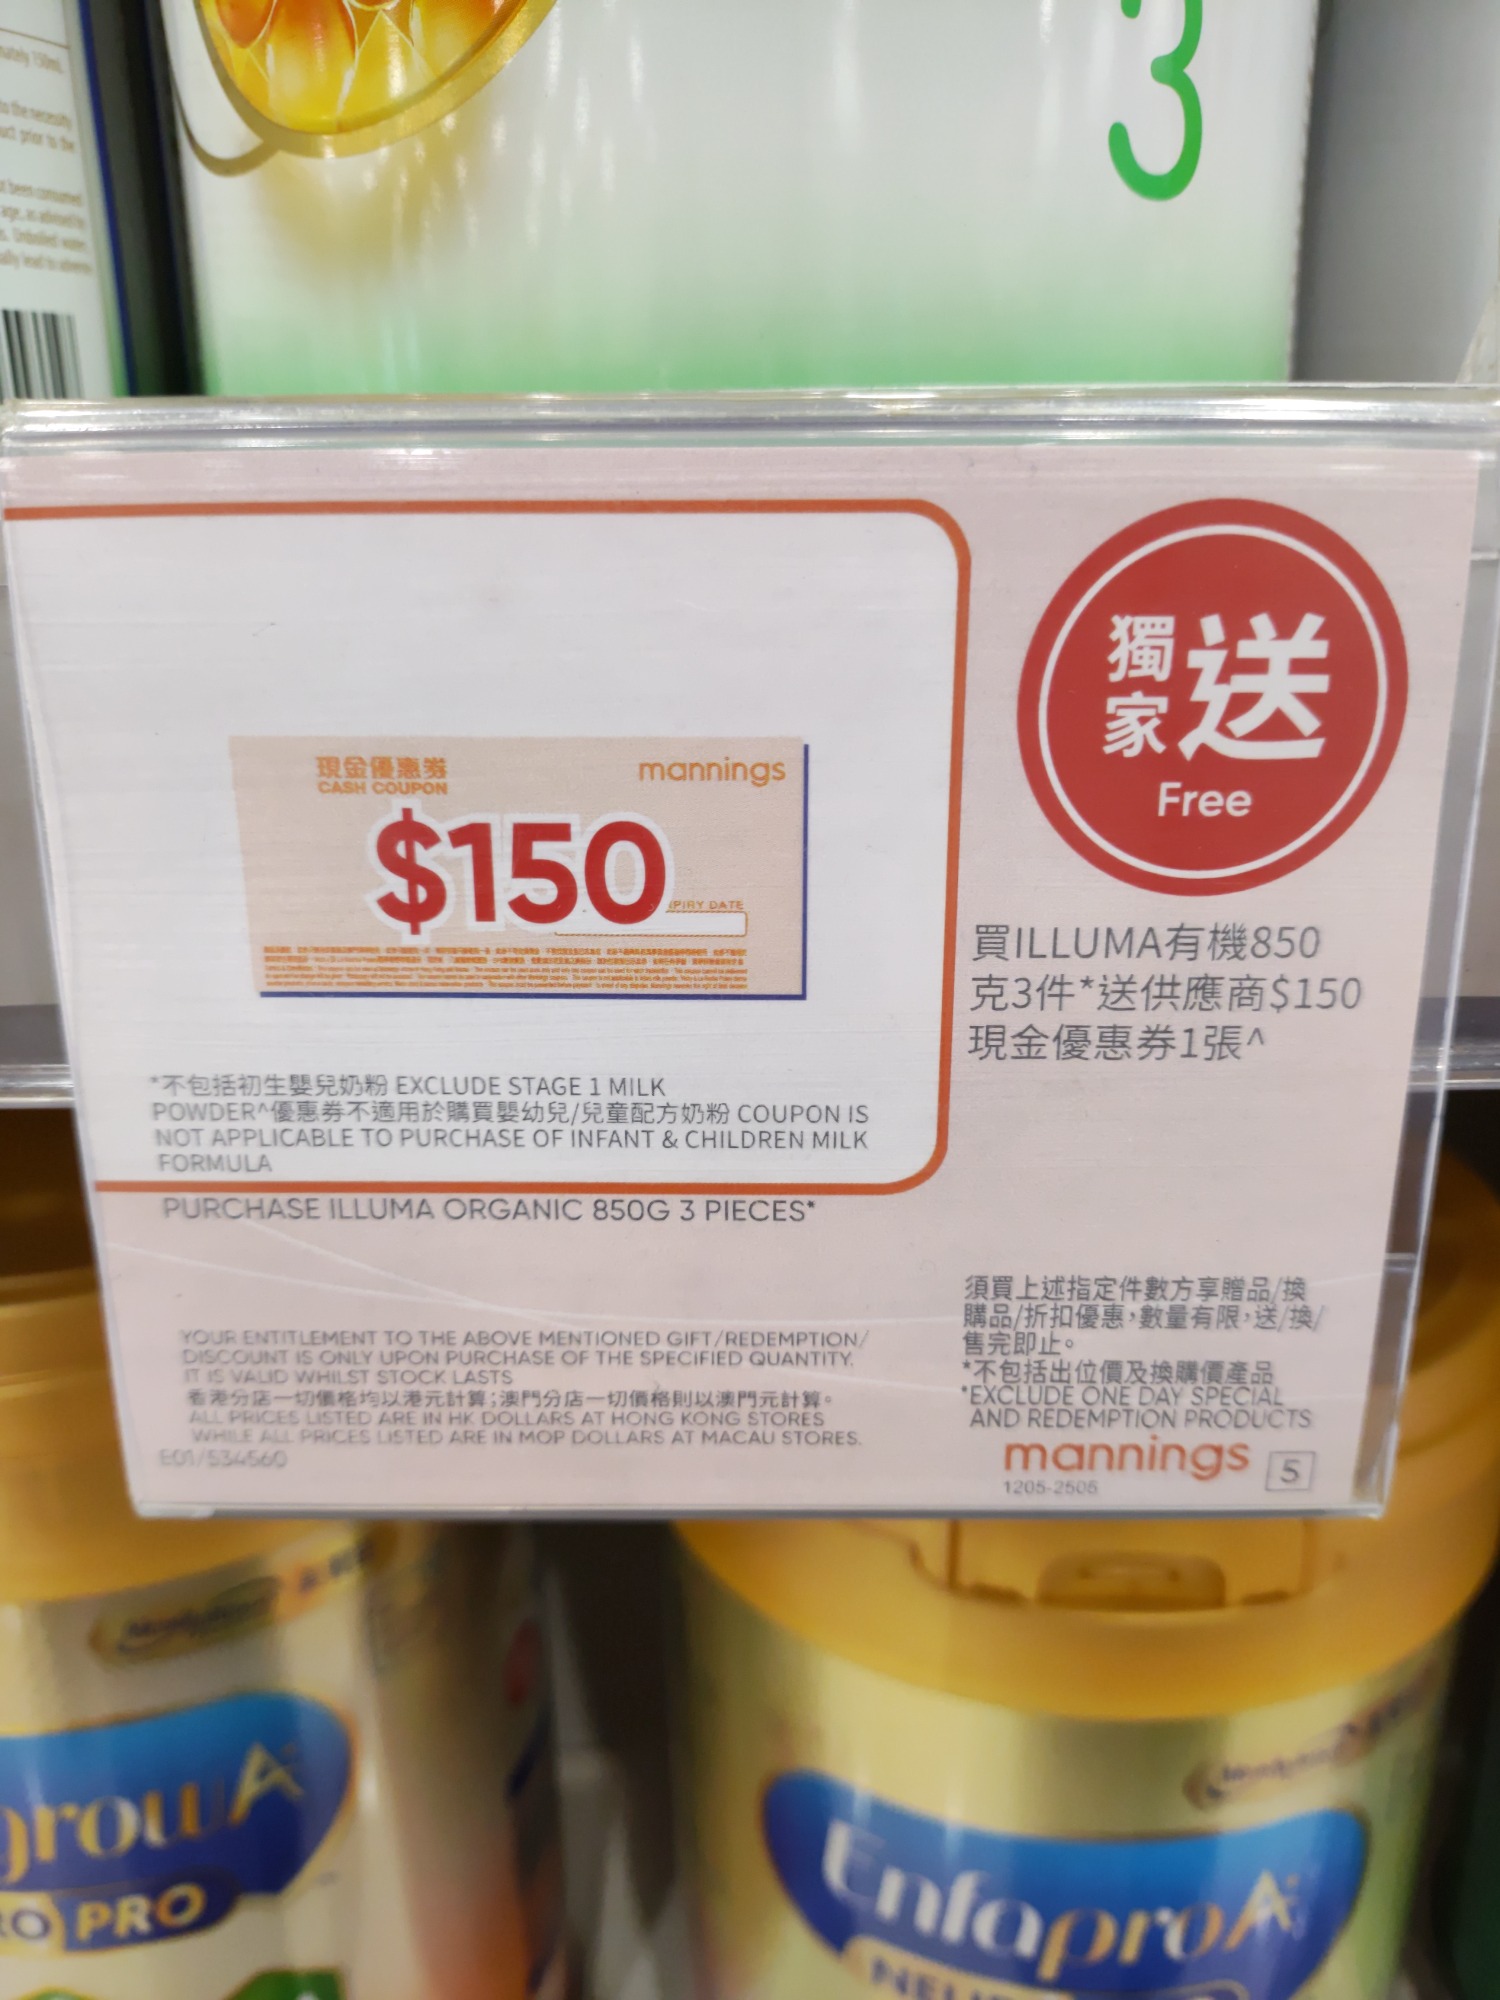 3
獨家送
Free
現金優惠券
CASH COUPON
mannings
$150
PIRY DATE
買ILLUMA有機850
克3件*送供應商$150
現金優惠券1張^
*不包括初生嬰兒奶粉 EXCLUDE STAGE 1 MILK
POWDER^優惠券不適用於購買嬰幼兒/兒童配方奶粉 COUPON IS
NOT APPLICABLE TO PURCHASE OF INFANT & CHILDREN MILK
FORMULA
PURCHASE ILLUMA ORGANIC 850G 3 PIECES*
YOUR ENTITLEMENT TO THE ABOVE MENTIONED GIFT/REDEMPTION/
DISCOUNT IS ONLY UPON PURCHASE OF THE SPECIFIED QUANTITY.
IT IS VALID WHILST STOCK LASTS
香港分店一切價格均以港元計算;澳門分店一切價格則以澳門元計算。
ALL PRICES LISTED ARE IN HK DOLLARS AT HONG KONG STORES
WHILE ALL PRICES LISTED ARE IN MOP DOLLARS AT MACAU STORES.
E01/534560
須買上述指定件數方享贈品/換
購品/折扣優惠,數量有限,送/換/
售完即止。
*不包括出位價及換購價產品
*EXCLUDE ONE DAY SPECIAL
AND REDEMPTION PRODUCTS
mannings
5
1205-2505
growA+
PRO
EnfaproA+